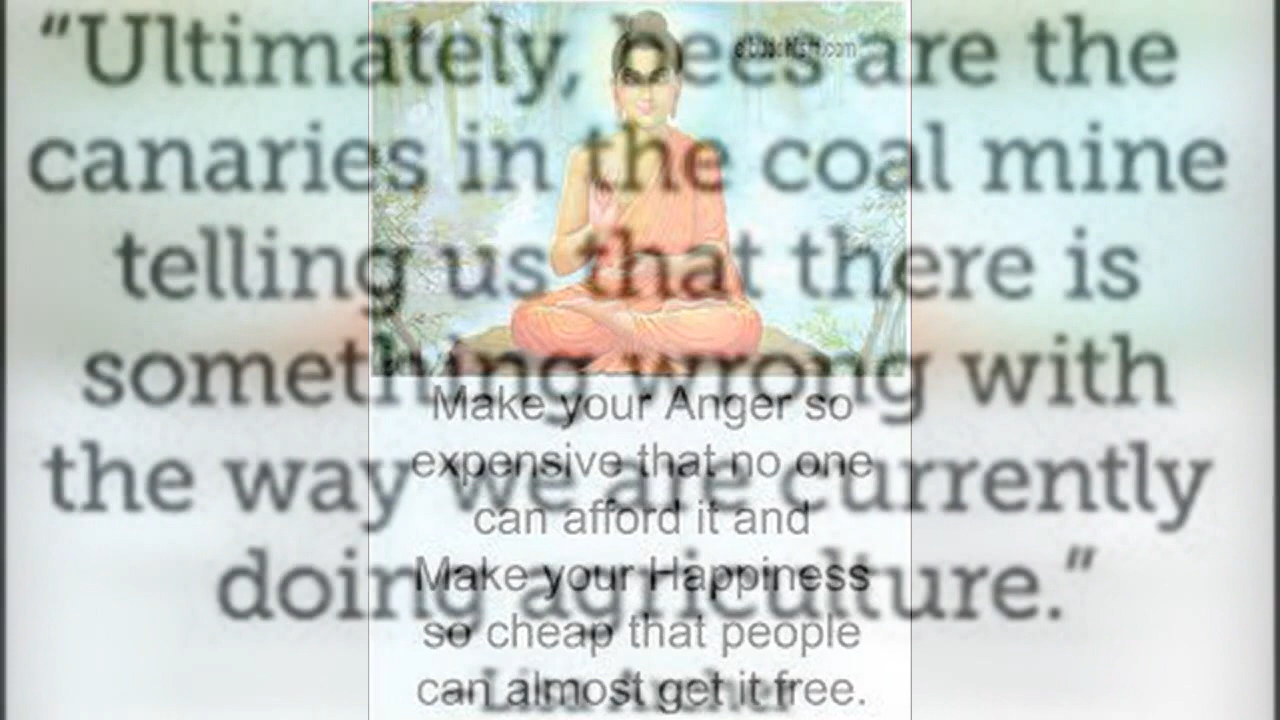 “Ultimately, bees are the
canaries in the coal mine
telling us that there is
something wrong with
the way we are currently
doing agriculture.”
Make your Anger so
expensive that no one
can afford it and
Make your Happiness
so cheap that people
can almost get it free.